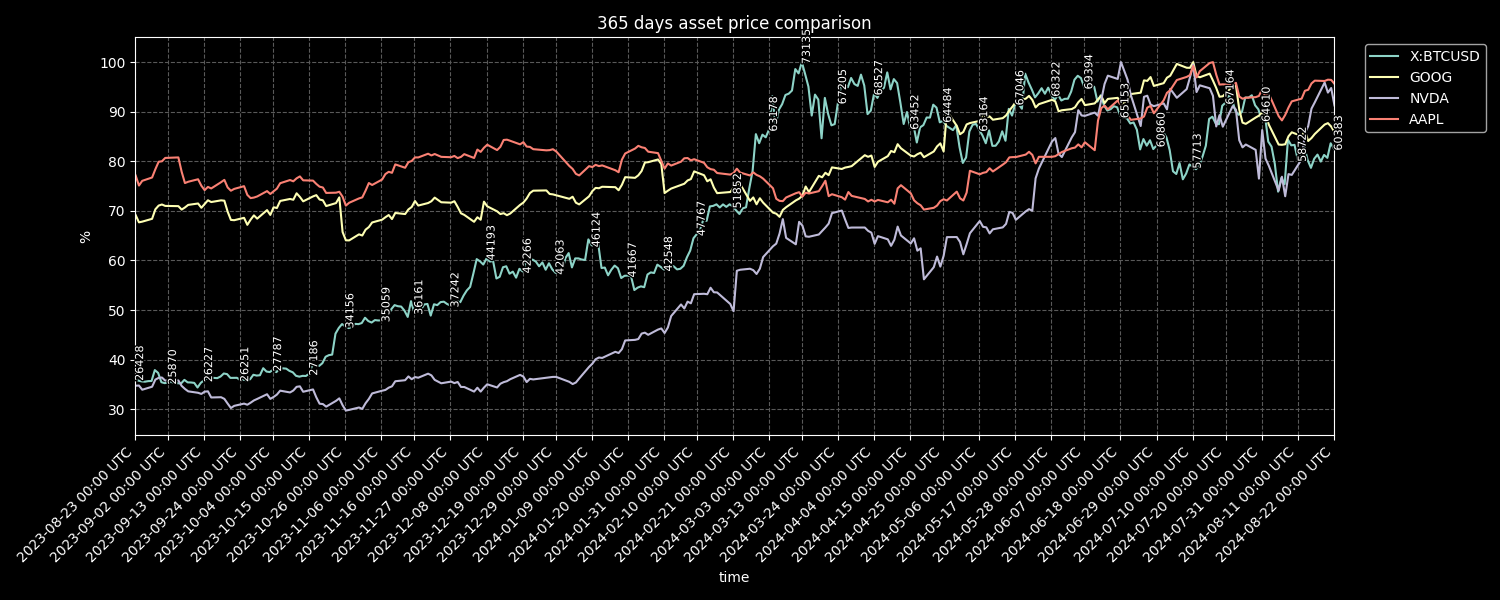 365 days asset price comparison
X:BTCUSD
GOOG
NVDA
AAPL
%
100
90
80
70
60
50
40
30
26428
25870
26227
26251
27787
27186
34156
35059
36161
37242
44193
42266
42063
46124
41667
42548
47767
51852
63178
73135
67205
68527
63452
64484
63164
67046
68322
69394
65153
60860
57713
67164
64610
58722
60383
2023-08-23 00:00 UTC
2023-09-02 00:00 UTC
2023-09-13 00:00 UTC
2023-09-24 00:00 UTC
2023-10-04 00:00 UTC
2023-10-15 00:00 UTC
2023-10-26 00:00 UTC
2023-11-06 00:00 UTC
2023-11-16 00:00 UTC
2023-11-27 00:00 UTC
2023-12-08 00:00 UTC
2023-12-19 00:00 UTC
2023-12-29 00:00 UTC
2024-01-09 00:00 UTC
2024-01-20 00:00 UTC
2024-01-31 00:00 UTC
2024-02-10 00:00 UTC
2024-02-21 00:00 UTC
2024-03-03 00:00 UTC
2024-03-13 00:00 UTC
2024-03-24 00:00 UTC
2024-04-04 00:00 UTC
2024-04-15 00:00 UTC
2024-04-25 00:00 UTC
2024-05-06 00:00 UTC
2024-05-17 00:00 UTC
2024-05-28 00:00 UTC
2024-06-07 00:00 UTC
2024-06-18 00:00 UTC
2024-06-29 00:00 UTC
2024-07-10 00:00 UTC
2024-07-20 00:00 UTC
2024-07-31 00:00 UTC
2024-08-11 00:00 UTC
2024-08-22 00:00 UTC
time